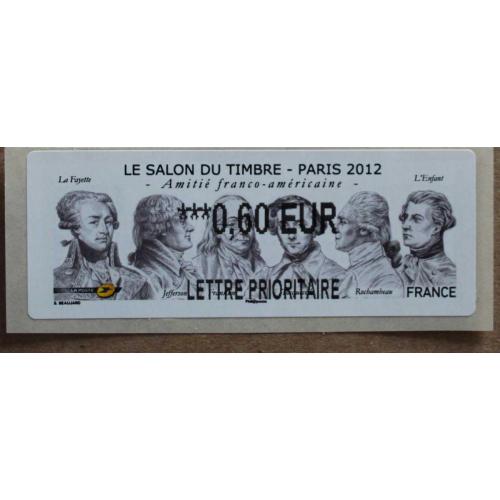 LE SALON DU TIMBRE - PARIS 2012
- Amitié franco-américaine -
La Fayette
L'Enfant
***0,60 EUR
LETTRE PRIORITAIRE
LA POSTE
Jefferson
Rochambeau
FRANCE
S. BEAUJARD